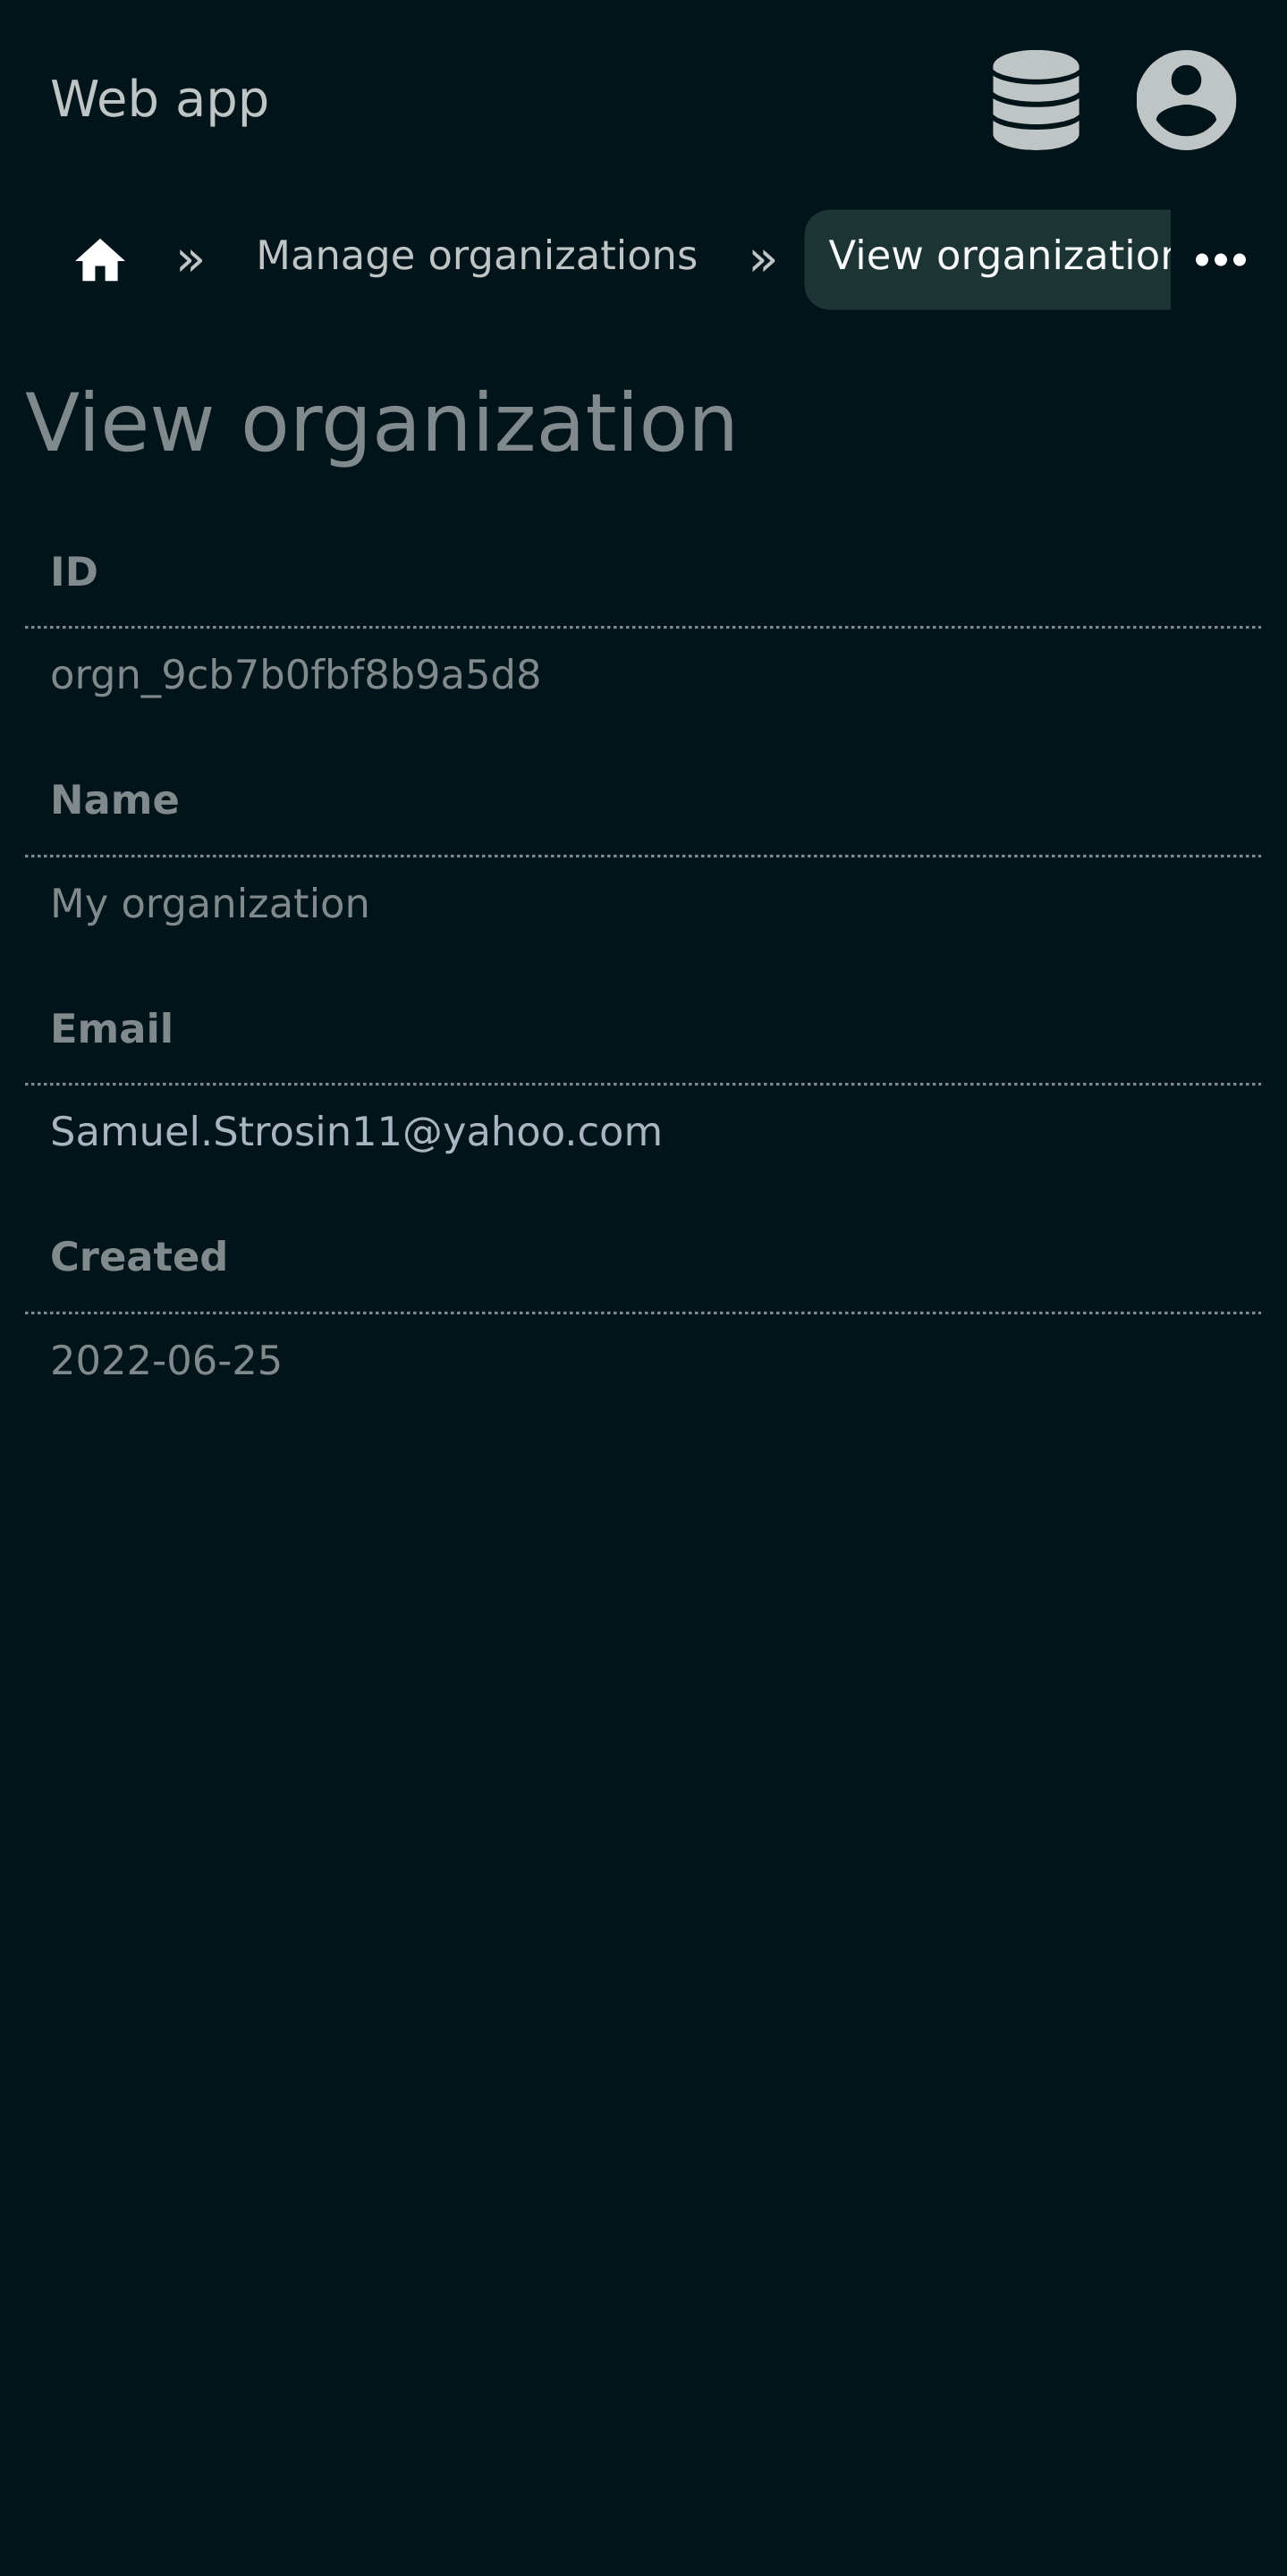 Web app
» Manage organizations » View organization
View organization
ID
orgn_9cb7b0fbf8b9a5d8
Name
My organization
Email
Samuel.Strosin11@yahoo.com
Created
2022-06-25